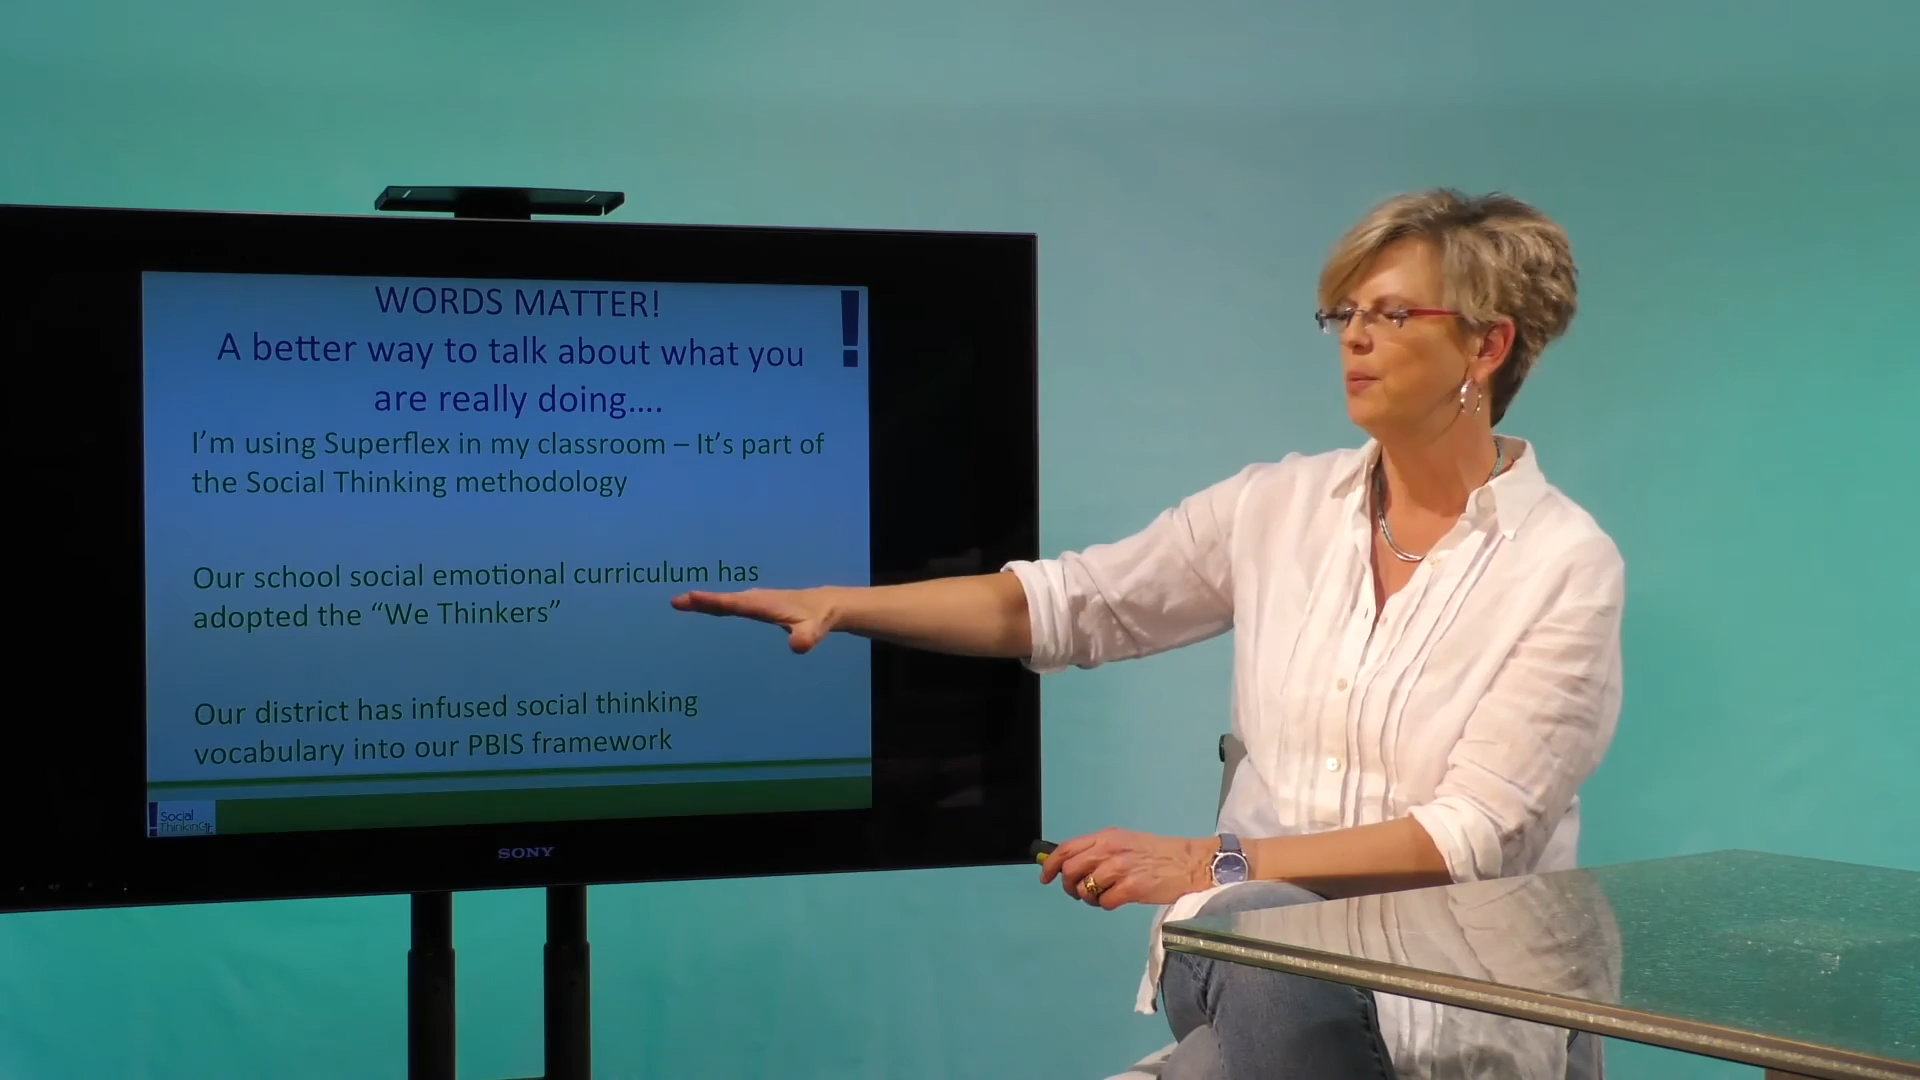 WORDS MATTER!
A better way to talk about what you
are really doing....
I'm using Superflex in my classroom – It's part of
the Social Thinking methodology
Our school social emotional curriculum has
adopted the “We Thinkers”
Our district has infused social thinking
vocabulary into our PBIS framework
Social
Thinking
SONY